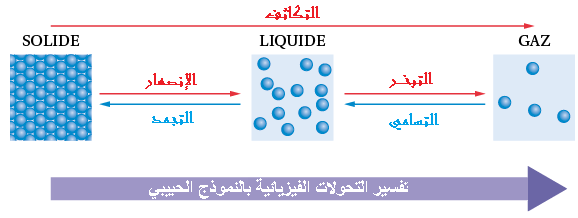 التكاثف
SOLIDE
LIQUIDE
GAZ
الإنصهار
التبخر
التجمد
التسامي
تفسير التحولات الفيزيائية بالنموذج الحبيبي